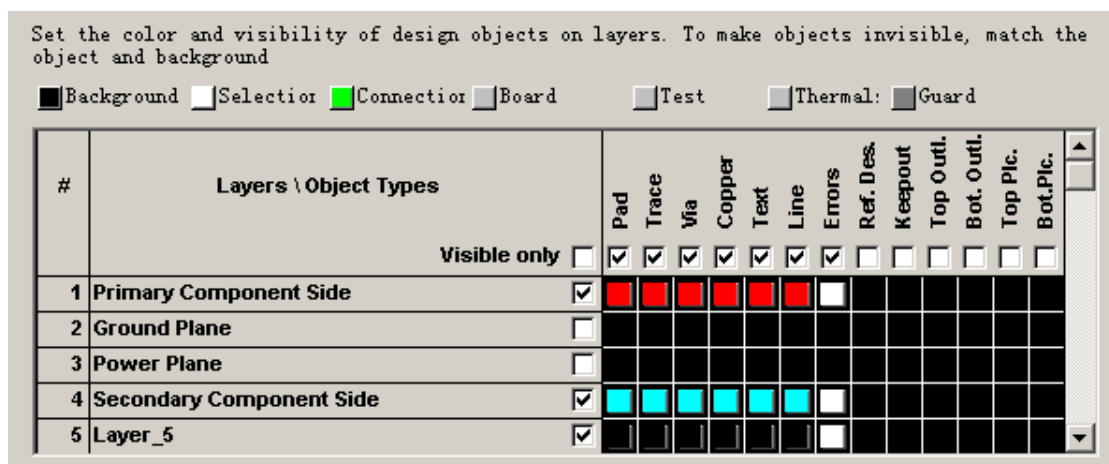 Set the color and visibility of design objects on layers. To make objects invisible, match the
object and background
Background Selection Connection Board Test Thermal: Guard
# Layers \ Object Types Pad Trace Via Copper Text Line Errors Ref. Des. Keepout Top Outl. Bot. Outl. Top Plc. Bot.Plc.
Visible only
1 Primary Component Side
2 Ground Plane
3 Power Plane
4 Secondary Component Side
5 Layer_5